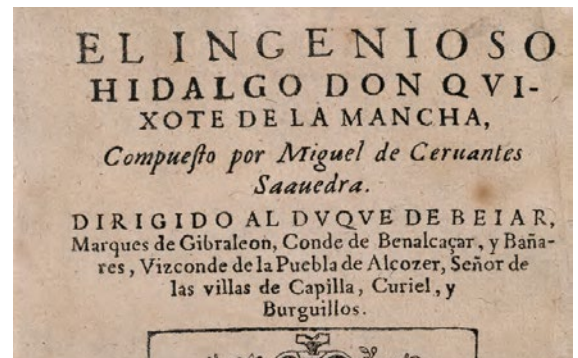 EL INGENIOSO
HIDALGO DON QVI-
XOTE DE LA MANCHA,
Compuesto por Miguel de Ceruantes
Saauedra.
DIRIGIDO AL DVQVE DE BEIAR,
Marques de Gibraleon, Conde de Benalcaçar, y Baña-
res, Vizconde de la Puebla de Alcozer, Señor de
las villas de Capilla, Curiel, y
Burguillos.